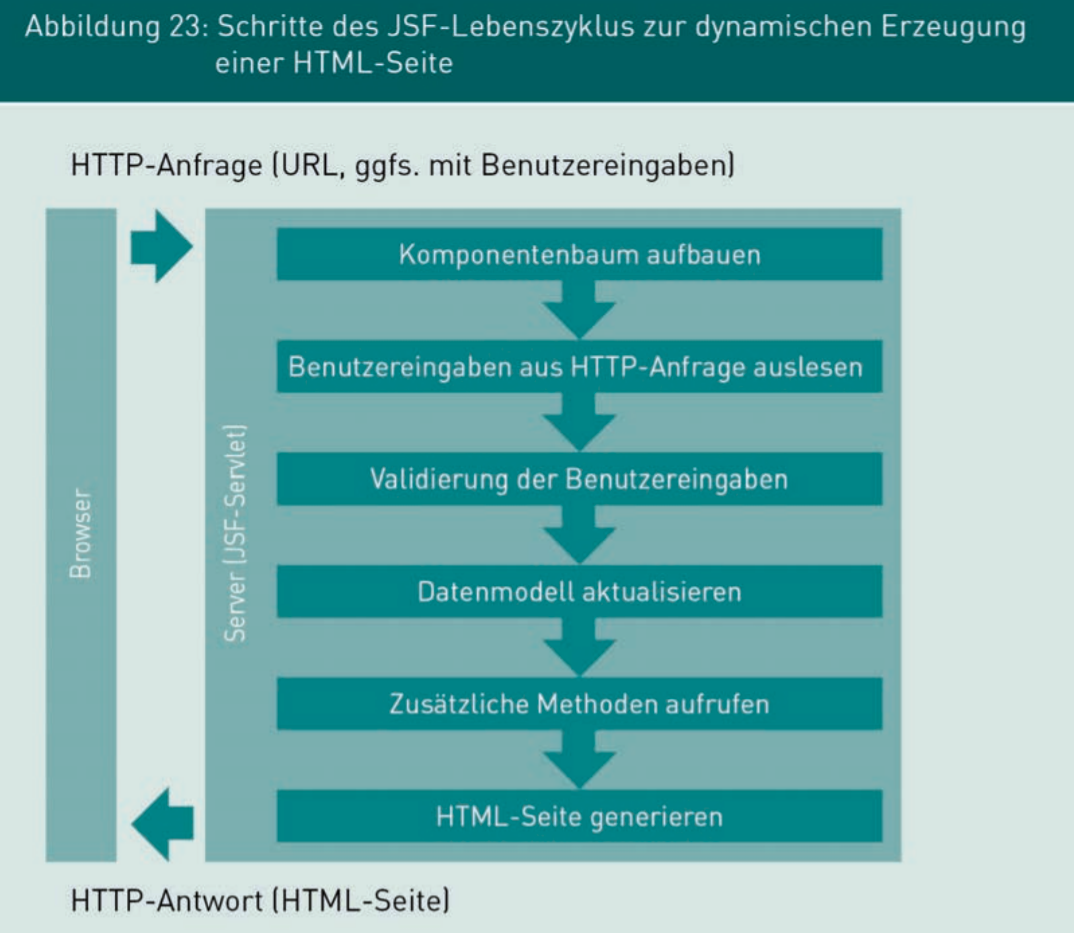 Abbildung 23: Schritte des JSF-Lebenszyklus zur dynamischen Erzeugung
einer HTML-Seite
HTTP-Anfrage (URL, ggfs. mit Benutzereingaben)
Browser
Server (JSF-Servlet)
Komponentenbaum aufbauen
Benutzereingaben aus HTTP-Anfrage auslesen
Validierung der Benutzereingaben
Datenmodell aktualisieren
Zusätzliche Methoden aufrufen
HTML-Seite generieren
HTTP-Antwort (HTML-Seite)